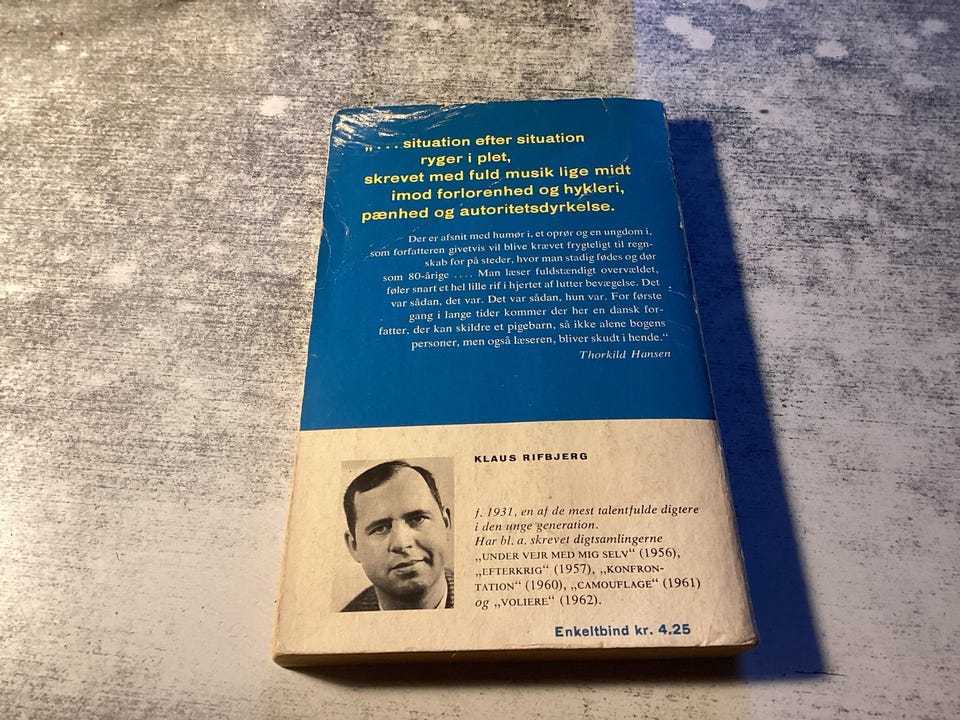 „... situation efter situation
ryger i plet,
skrevet med fuld musik lige midt
imod forlorenhed og hykleri,
pænhed og autoritetsdyrkelse.
Der er afsnit med humør i, et oprør og en ungdom i,
som forfatteren givetvis vil blive krævet frygteligt til regn-
skab for på steder, hvor man stadig fødes og dør
som 80-årige .... Man læser fuldstændigt overvældet,
føler snart et hel lille rif i hjertet af lutter bevægelse. Det
var sådan, det var. Det var sådan, hun var. For første
gang i lange tider kommer der her en dansk for-
fatter, der kan skildre et pigebarn, så ikke alene bogens
personer, men også læseren, bliver skudt i hende.“
Thorkild Hansen
KLAUS RIFBJERG
f. 1931, en af de mest talentfulde digtere
i den unge generation.
Har bl. a. skrevet digtsamlingerne
„UNDER VEJR MED MIG SELV“ (1956),
„EFTERKRIG“ (1957), „KONFRON-
TATION“ (1960), „CAMOUFLAGE“ (1961)
og „VOLIERE“ (1962).
Enkeltbind kr. 4.25